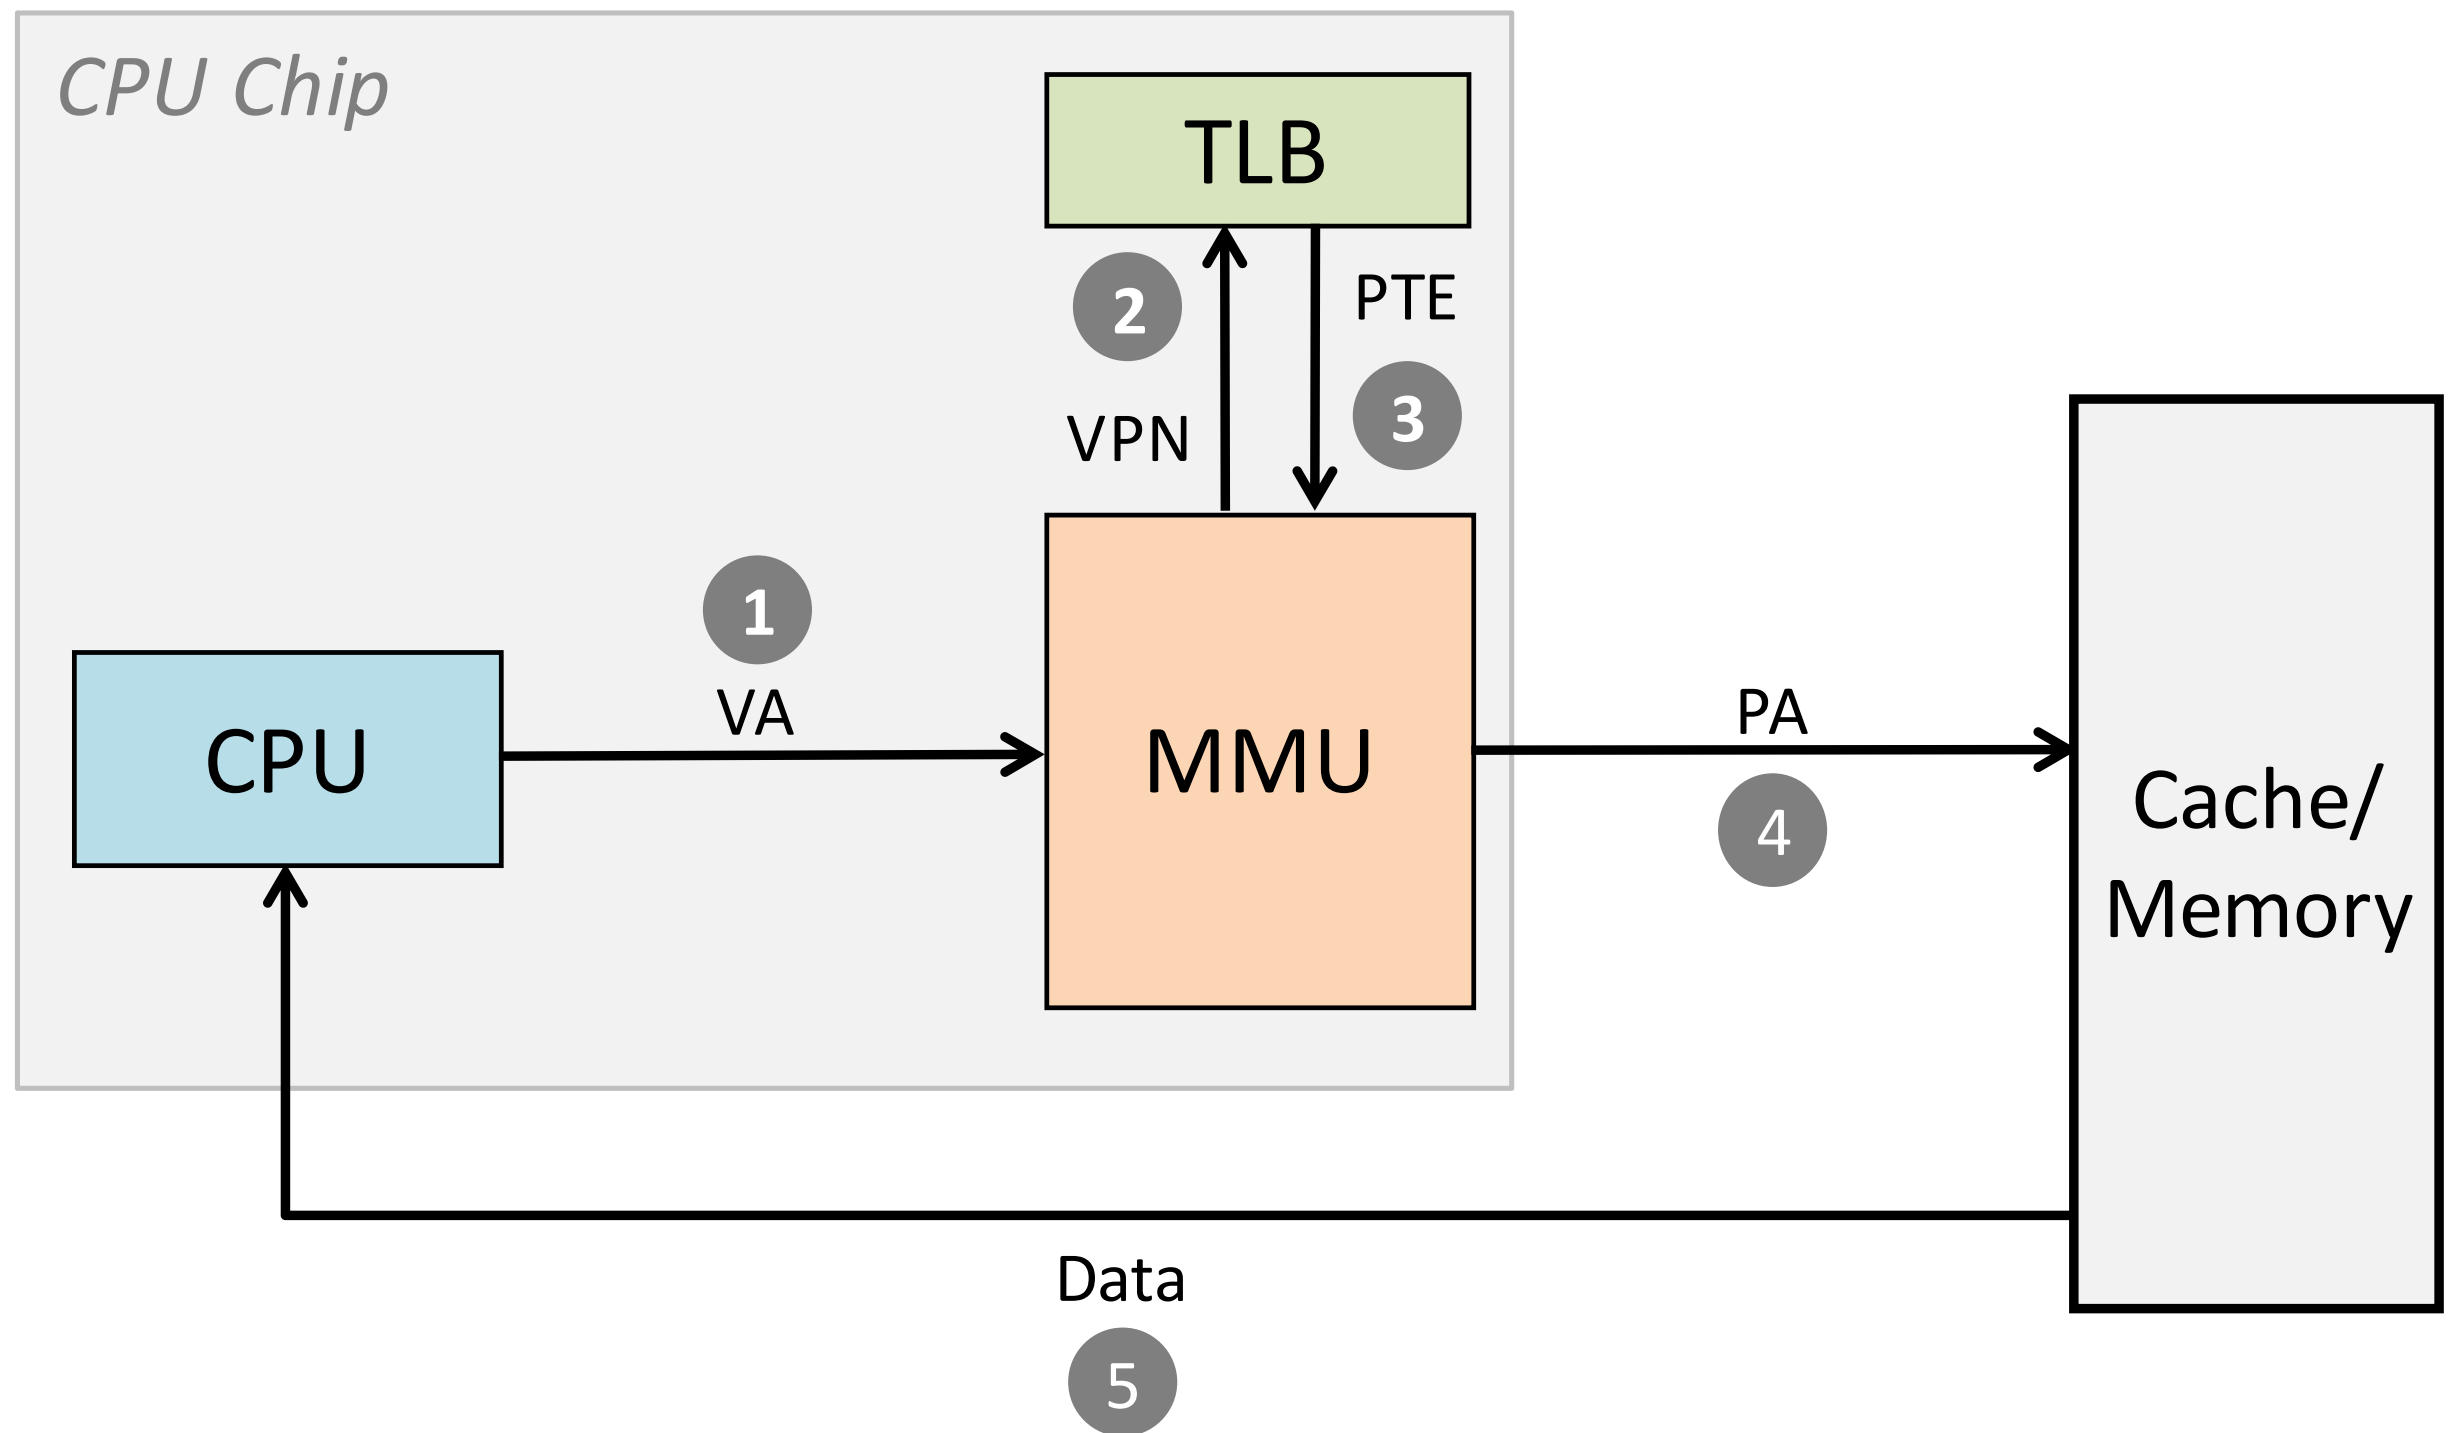 CPU Chip
TLB
2
PTE
VPN
3
1
VA
CPU
MMU
PA
4
Cache/
Memory
Data
5